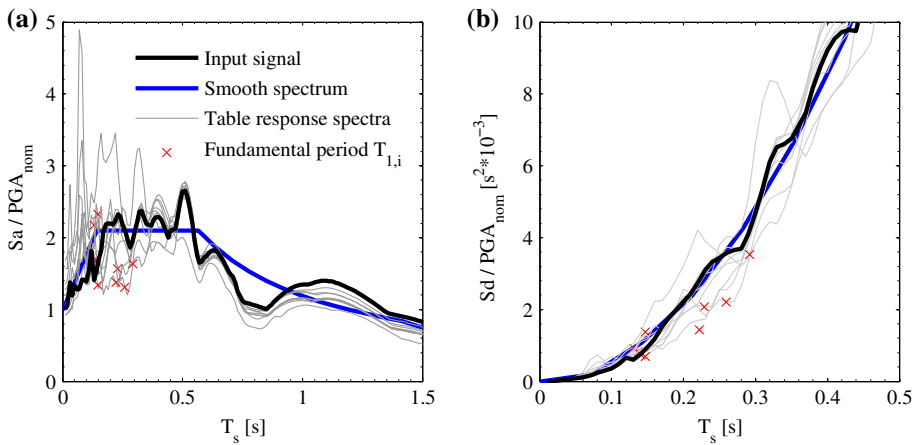 (a)
Sa / PGA_nom
5
4
3
2
1
0
Input signal
Smooth spectrum
Table response spectra
Fundamental period T_1,i
0 0.5 1 1.5
T_s [s]
(b)
Sd / PGA_nom [s^2*10^-3]
10
8
6
4
2
0
0 0.1 0.2 0.3 0.4 0.5
T_s [s]